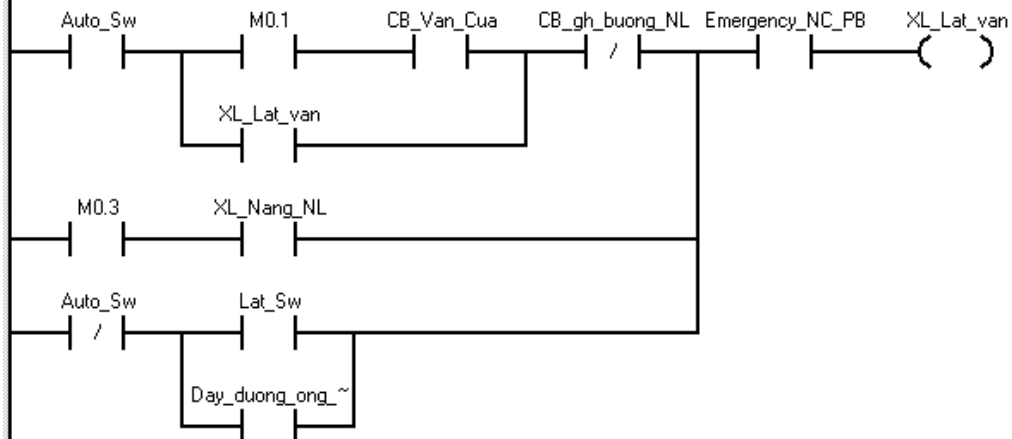 Auto_Sw M0.1 CB_Van_Cua CB_gh_buong_NL Emergency_NC_PB XL_Lat_van
XL_Lat_van
M0.3 XL_Nang_NL
Auto_Sw Lat_Sw
Day_duong_ong_~